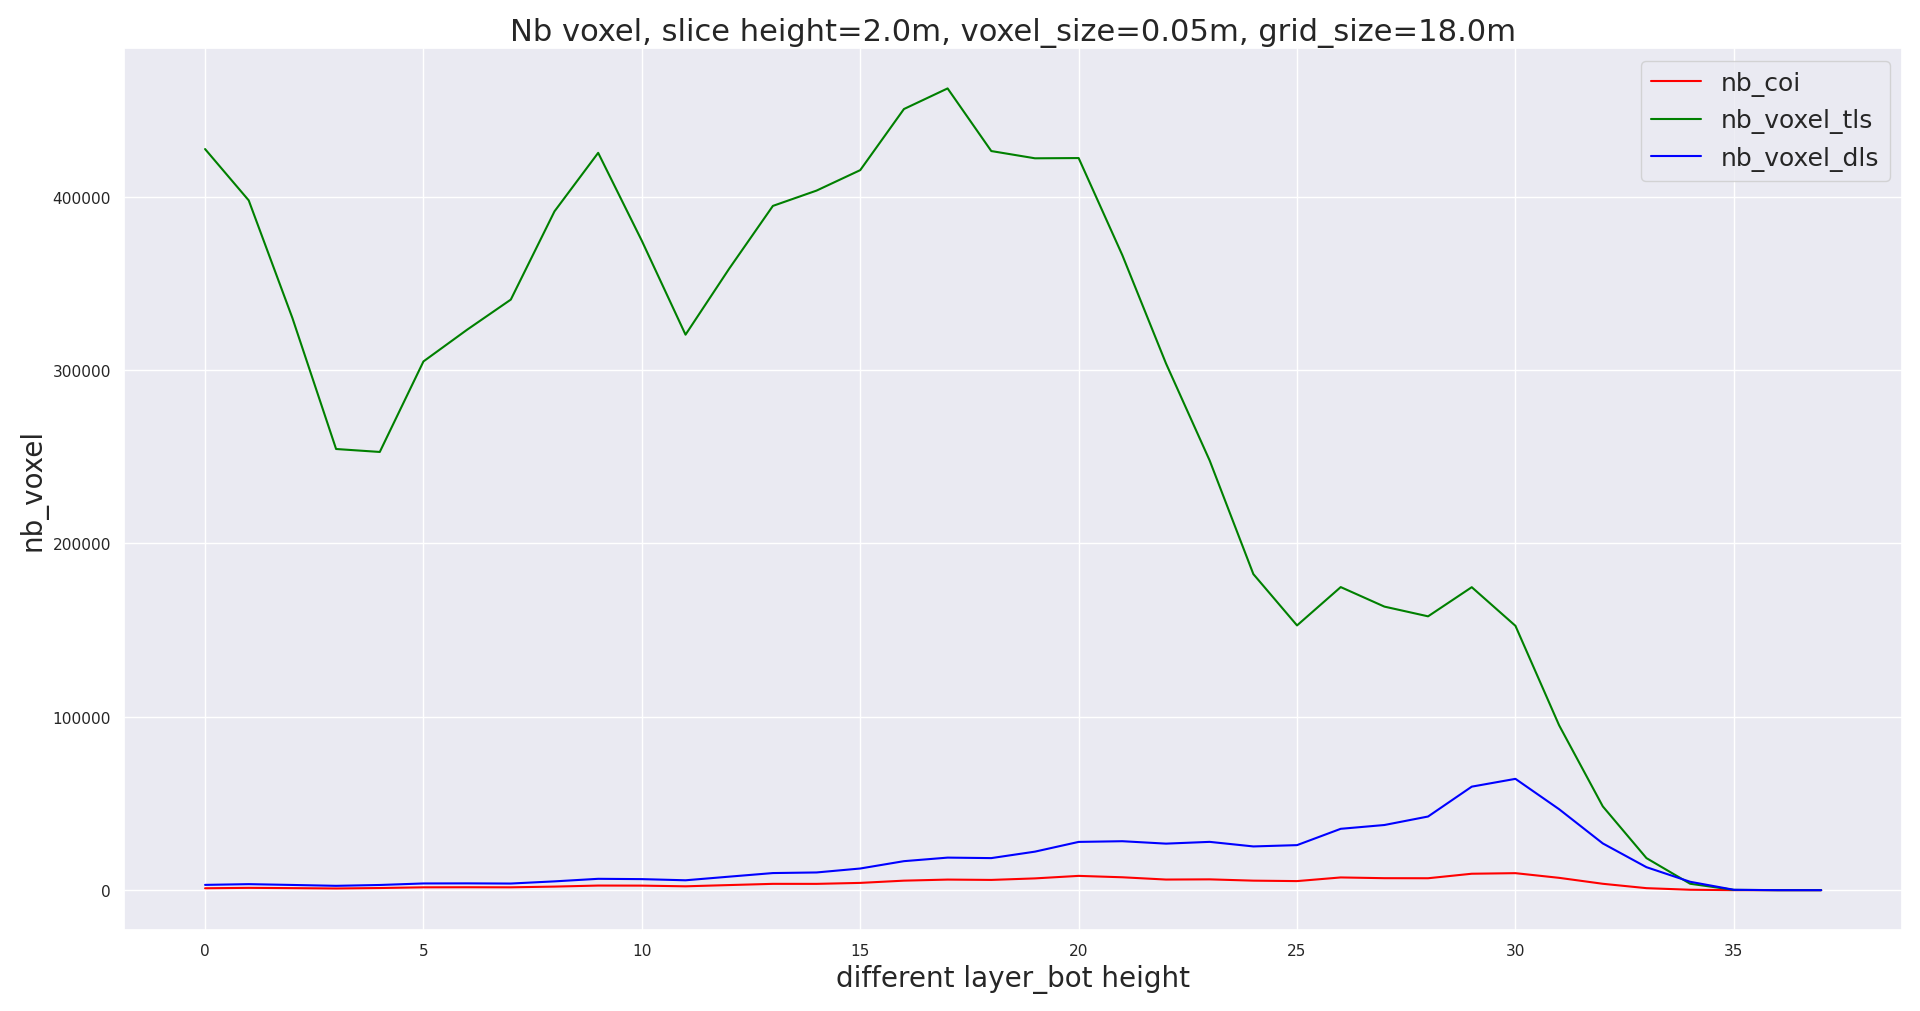 Nb voxel, slice height=2.0m, voxel_size=0.05m, grid_size=18.0m
nb_coi
nb_voxel_tls
nb_voxel_dls
nb_voxel
400000
300000
200000
100000
0
0 5 10 15 20 25 30 35
different layer_bot height